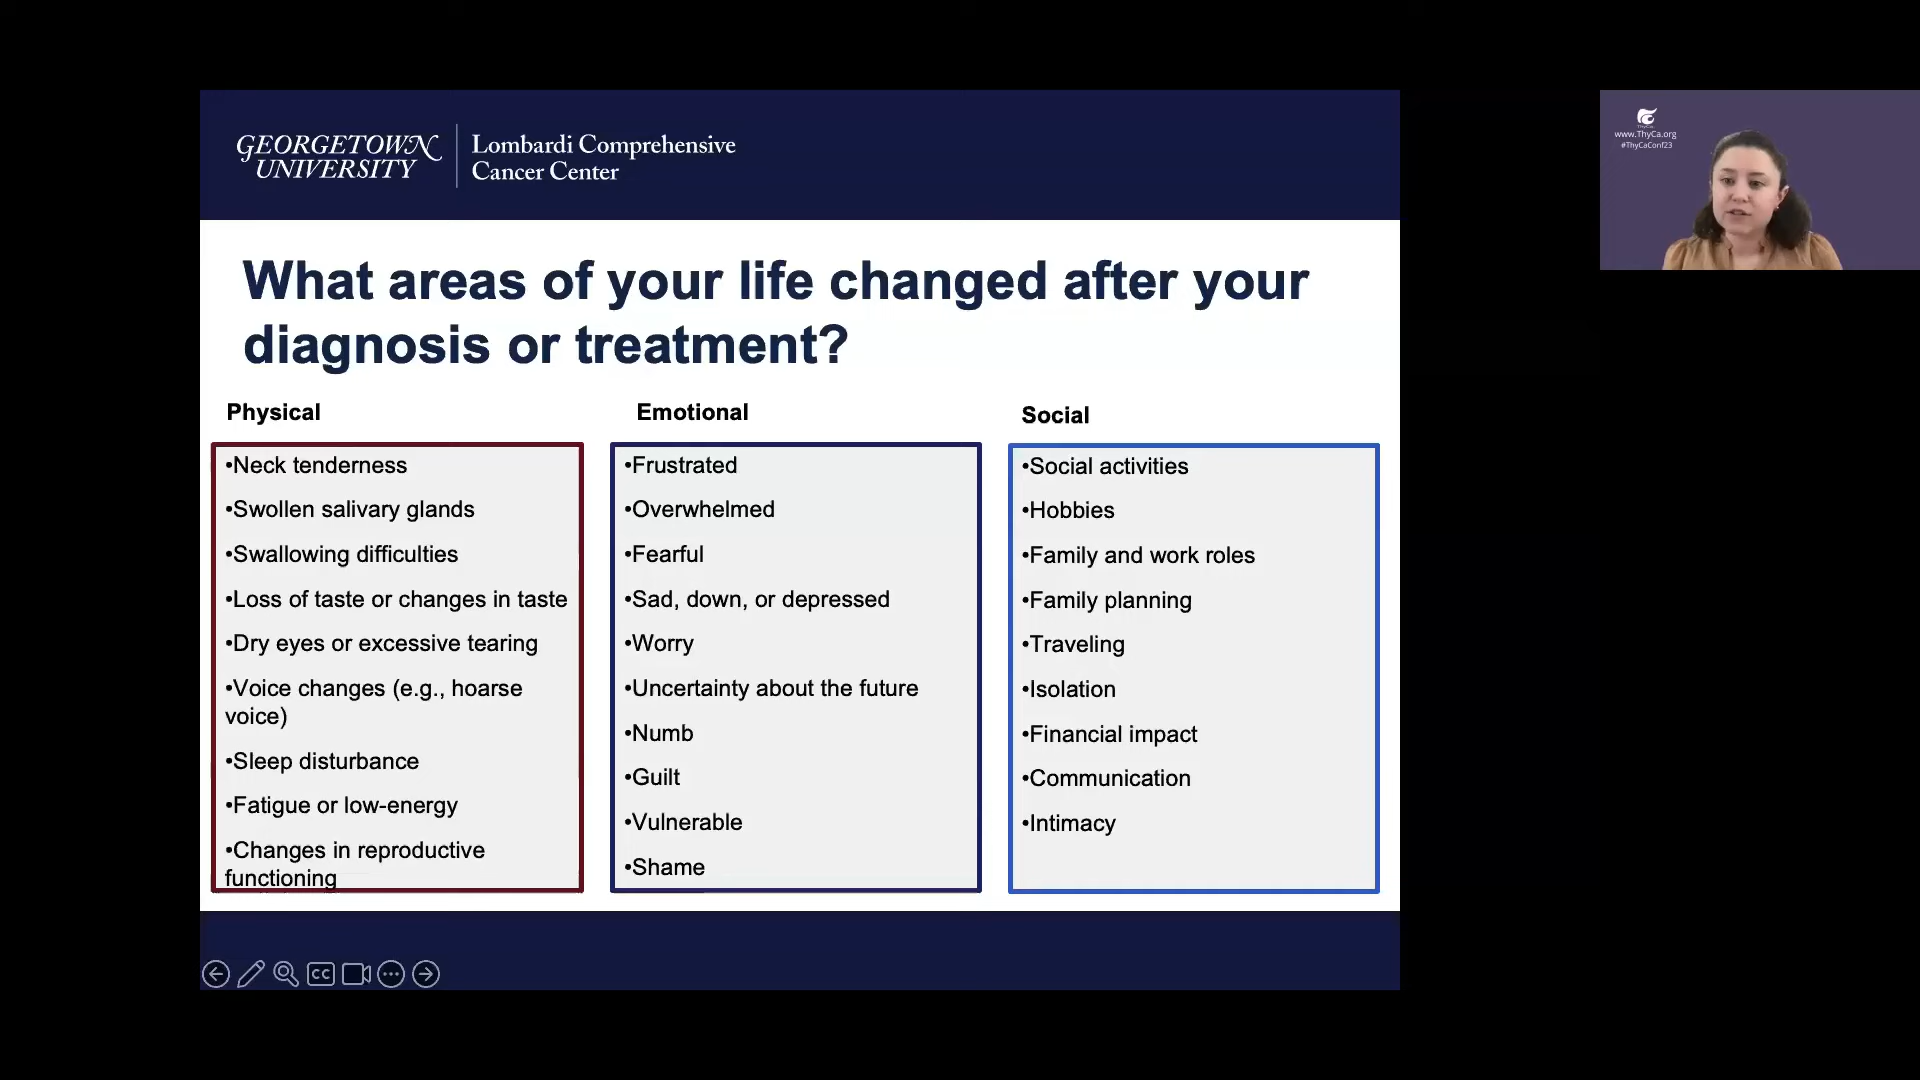 GEORGETOWN
UNIVERSITY
Lombardi Comprehensive
Cancer Center
ThyCa
www.ThyCa.org
#ThyCaConf23
What areas of your life changed after your
diagnosis or treatment?
Physical
•Neck tenderness
•Swollen salivary glands
•Swallowing difficulties
•Loss of taste or changes in taste
•Dry eyes or excessive tearing
•Voice changes (e.g., hoarse
voice)
•Sleep disturbance
•Fatigue or low-energy
•Changes in reproductive
functioning
Emotional
•Frustrated
•Overwhelmed
•Fearful
•Sad, down, or depressed
•Worry
•Uncertainty about the future
•Numb
•Guilt
•Vulnerable
•Shame
Social
•Social activities
•Hobbies
•Family and work roles
•Family planning
•Traveling
•Isolation
•Financial impact
•Communication
•Intimacy
CC